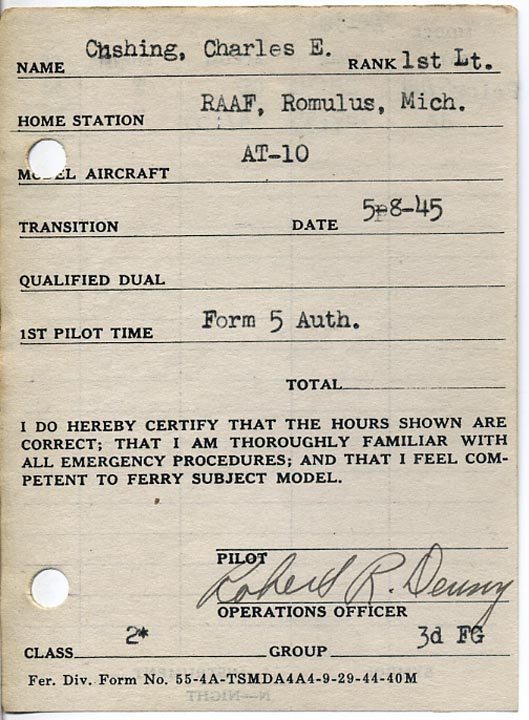 NAME Cushing, Charles E. RANK 1st Lt.
HOME STATION RAAF, Romulus, Mich.
MODEL AIRCRAFT AT-10
TRANSITION DATE 5-8-45
QUALIFIED DUAL
1ST PILOT TIME Form 5 Auth.
TOTAL
I DO HEREBY CERTIFY THAT THE HOURS SHOWN ARE
CORRECT; THAT I AM THOROUGHLY FAMILIAR WITH
ALL EMERGENCY PROCEDURES; AND THAT I FEEL COM-
PETENT TO FERRY SUBJECT MODEL.
PILOT
Robert R. Denny
OPERATIONS OFFICER
CLASS 2* GROUP 3d FG
Fer. Div. Form No. 55-4A-TSMDA4A4-9-29-44-40M